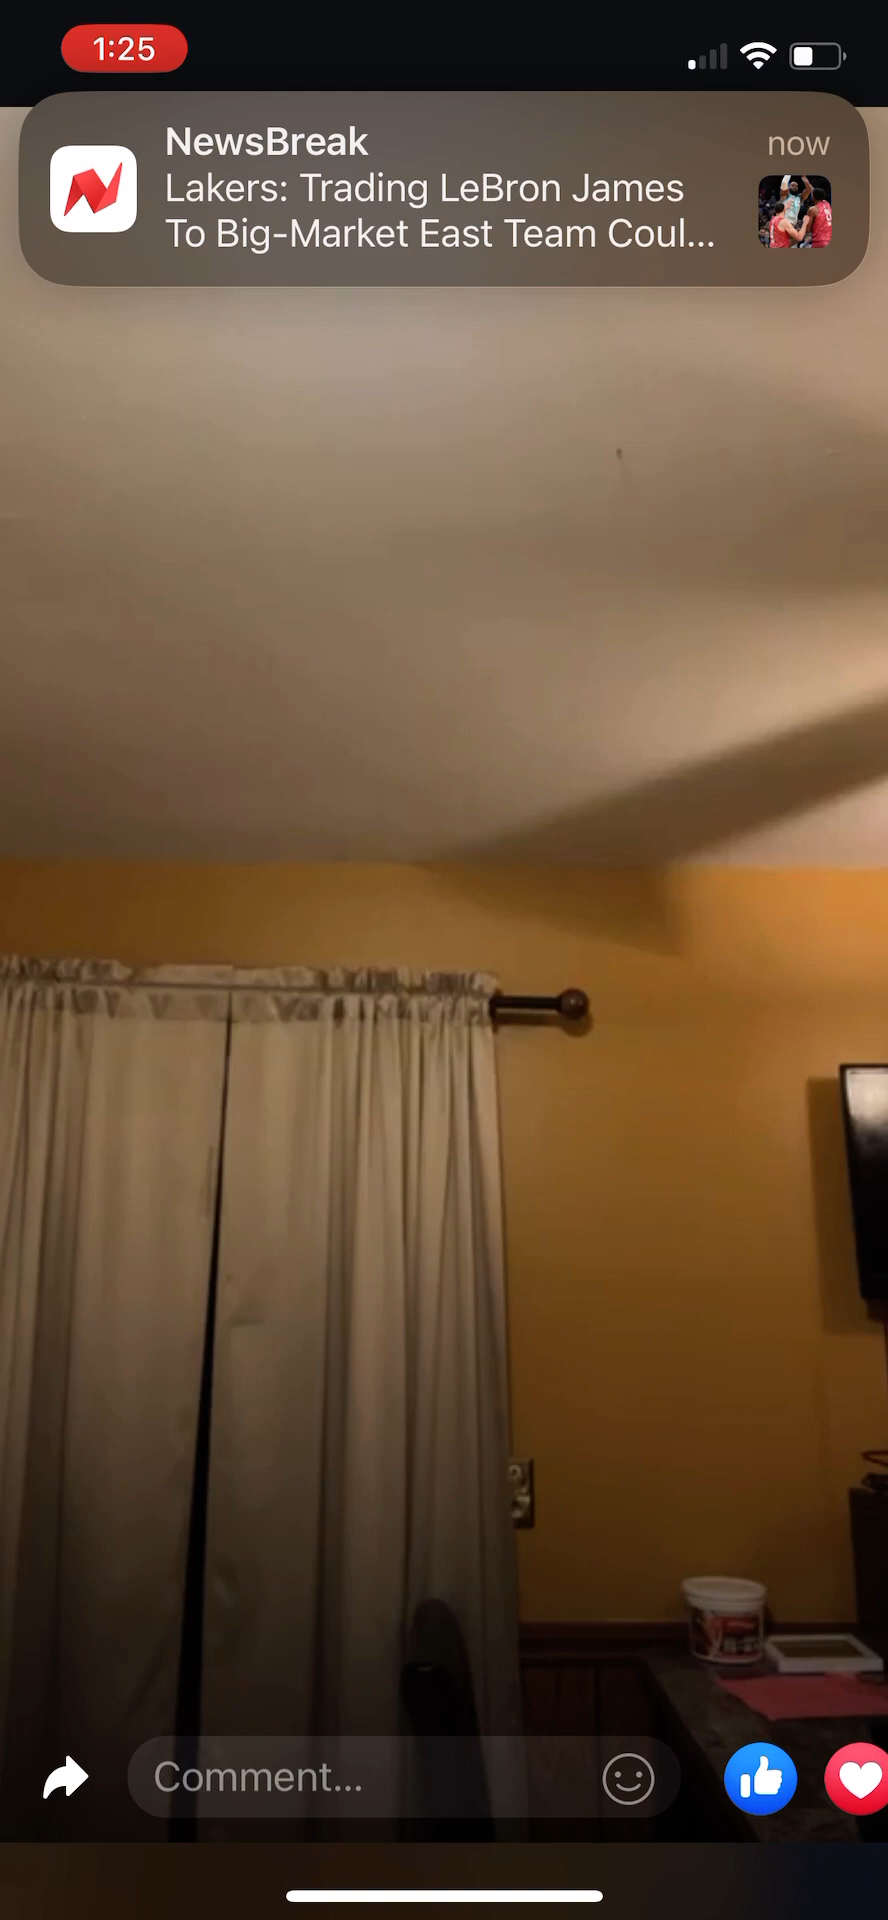 1:25
NewsBreak
now
Lakers: Trading LeBron James
To Big-Market East Team Coul...
Comment...